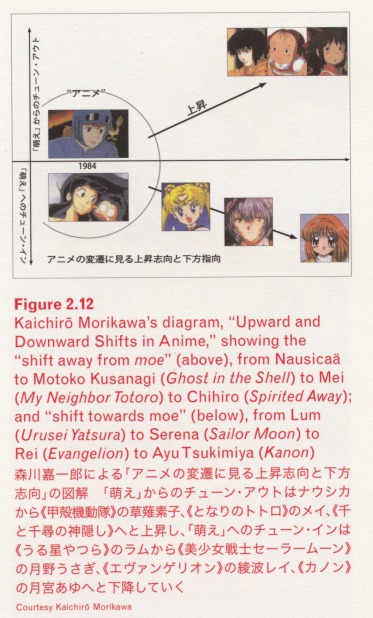 「萌え」からのチューン・アウト
"アニメ"
上昇
1984
「萌え」へのチューン・イン
アニメの変遷に見る上昇志向と下方指向
Figure 2.12
Kaichirō Morikawa's diagram, “Upward and
Downward Shifts in Anime,” showing the
“shift away from moe” (above), from Nausicaä
to Motoko Kusanagi (Ghost in the Shell) to Mei
(My Neighbor Totoro) to Chihiro (Spirited Away);
and “shift towards moe” (below), from Lum
(Urusei Yatsura) to Serena (Sailor Moon) to
Rei (Evangelion) to Ayu Tsukimiya (Kanon)
森川嘉一郎による「アニメの変遷に見る上昇志向と下方
志向」の図解　「萌え」からのチューン・アウトはナウシカ
から《甲殻機動隊》の草薙素子、《となりのトトロ》のメイ、《千
と千尋の神隠し》へと上昇し、「萌え」へのチューン・インは
《うる星やつら》のラムから《美少女戦士セーラームーン》
の月野うさぎ、《エヴァンゲリオン》の綾波レイ、《カノン》
の月宮あゆへと下降していく
Courtesy Kaichirō Morikawa